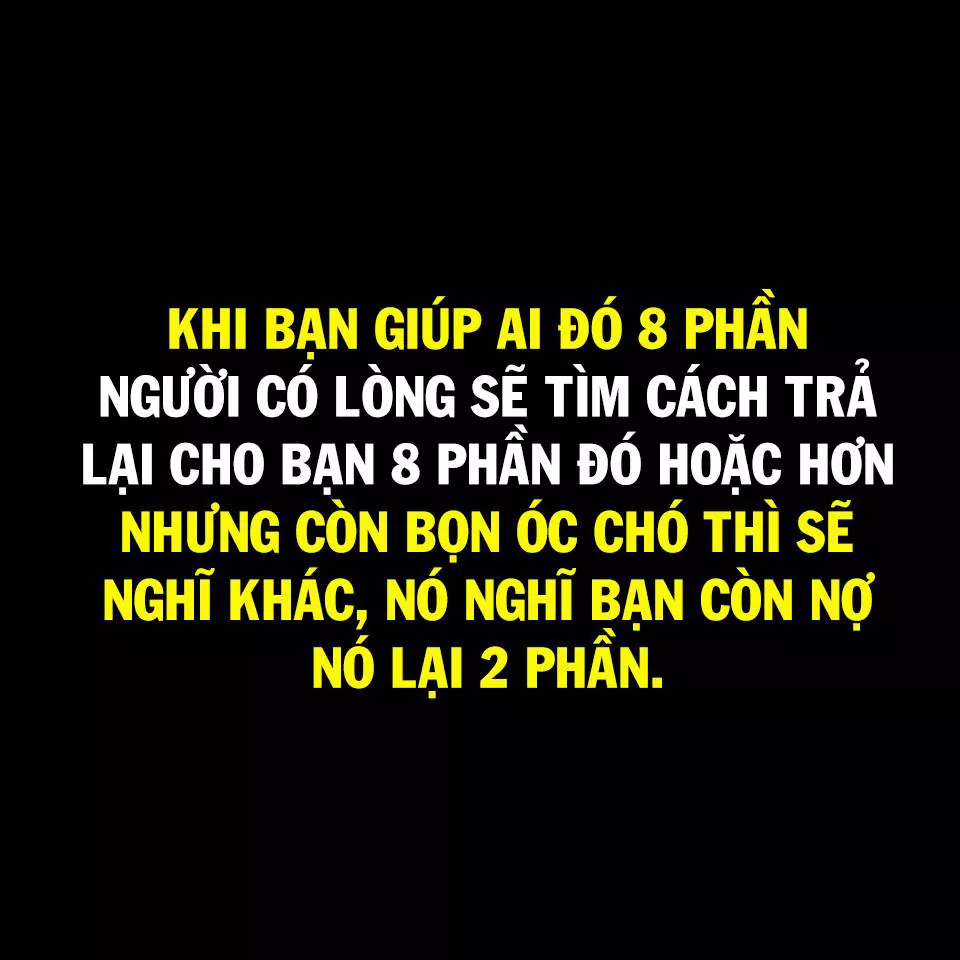 KHI BẠN GIÚP AI ĐÓ 8 PHẦN
NGƯỜI CÓ LÒNG SẼ TÌM CÁCH TRẢ
LẠI CHO BẠN 8 PHẦN ĐÓ HOẶC HƠN
NHƯNG CÒN BỌN ÓC CHÓ THÌ SẼ
NGHĨ KHÁC, NÓ NGHĨ BẠN CÒN NỢ
NÓ LẠI 2 PHẦN.